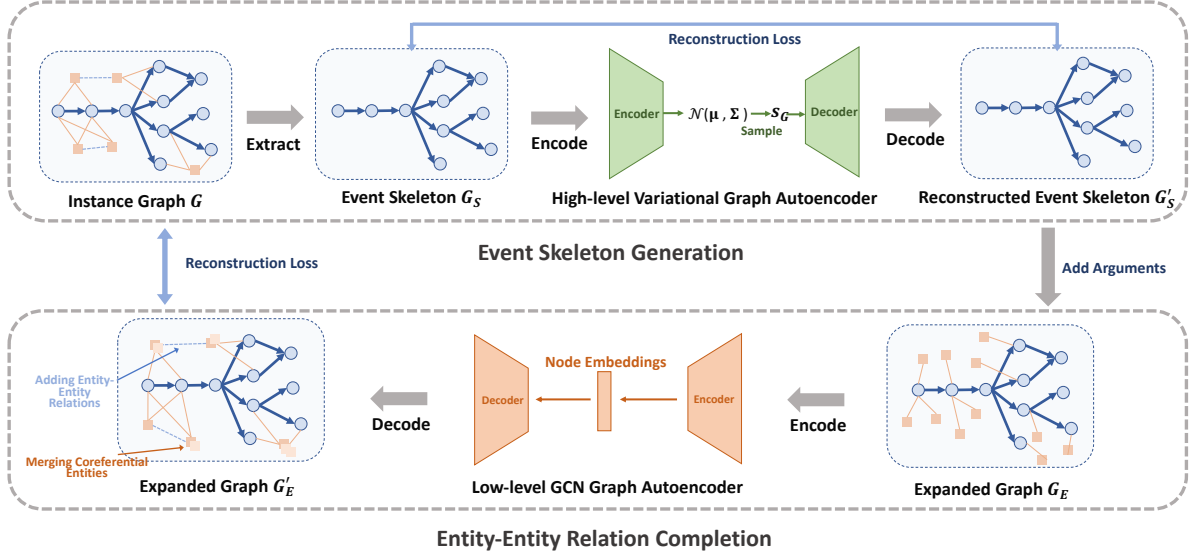 Reconstruction Loss
Encoder
𝒩(μ , Σ)
s_G
Sample
Decoder
Extract
Encode
Decode
Instance Graph G
Event Skeleton G_S
High-level Variational Graph Autoencoder
Reconstructed Event Skeleton G'_S
Event Skeleton Generation
Reconstruction Loss
Add Arguments
Adding Entity-
Entity
Relations
Merging Coreferential
Entities
Expanded Graph G'_E
Decode
Decoder
Node Embeddings
Encoder
Low-level GCN Graph Autoencoder
Encode
Expanded Graph G_E
Entity-Entity Relation Completion